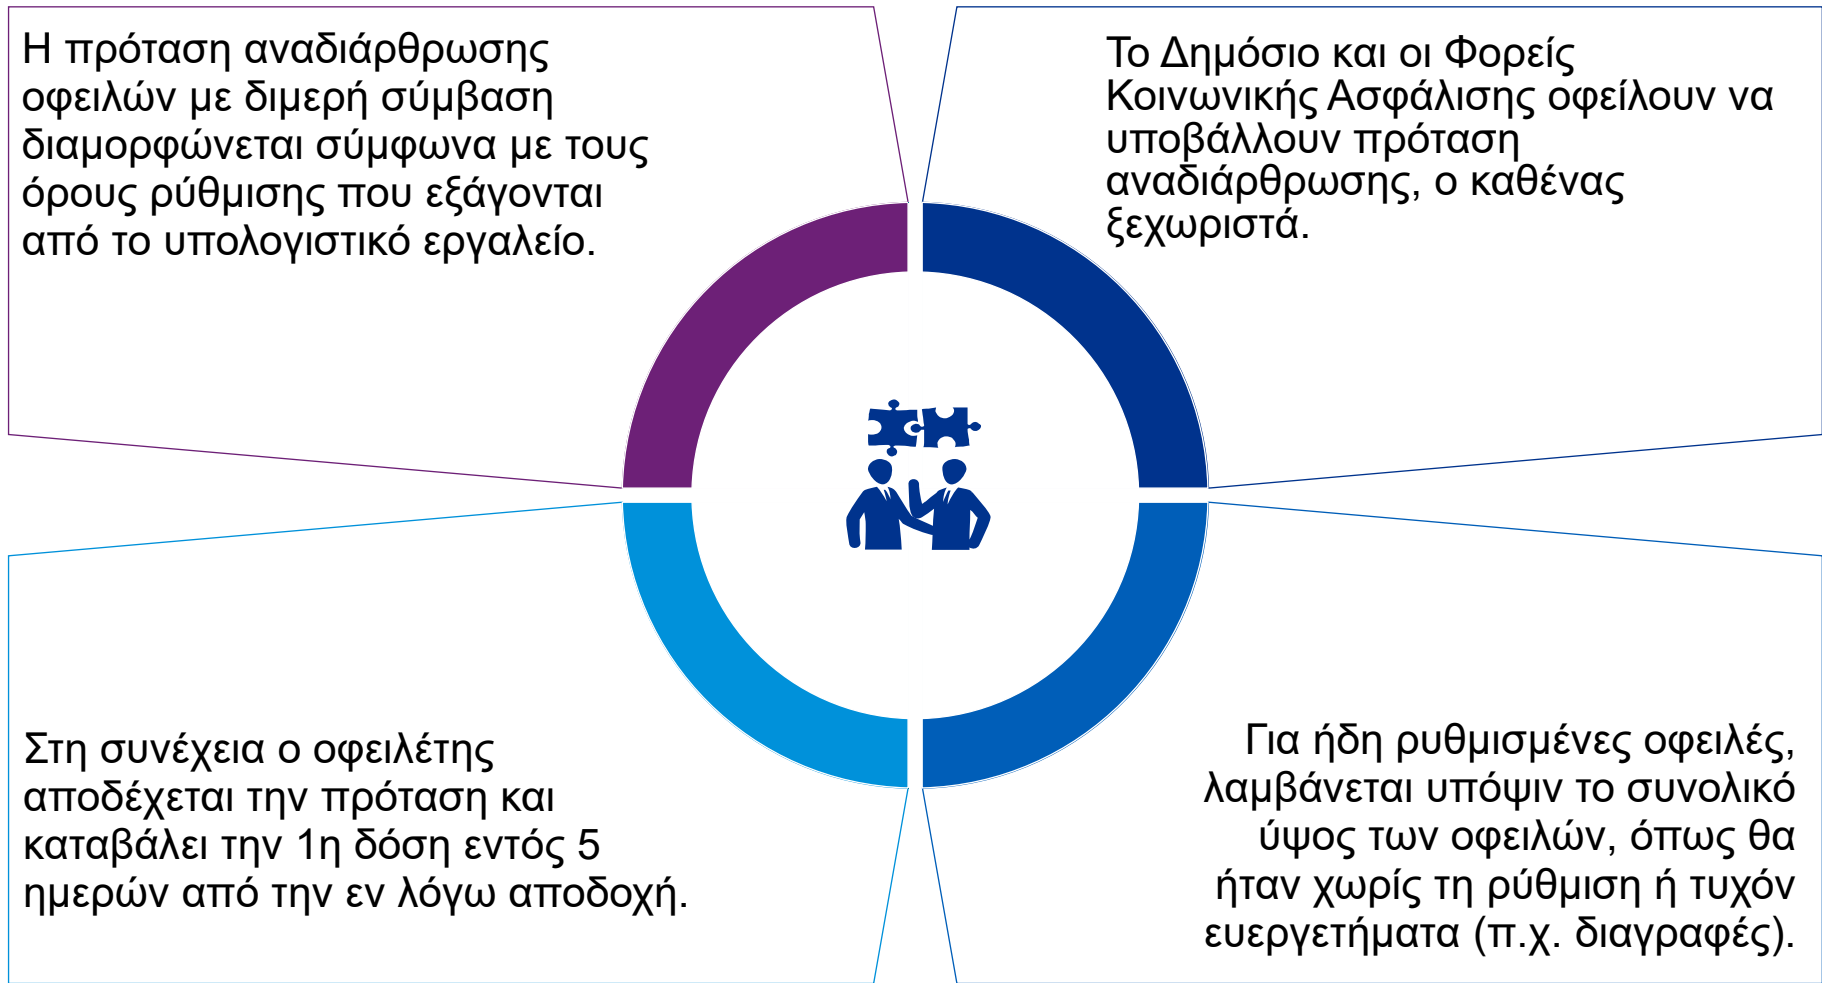 Η πρόταση αναδιάρθρωσης
οφειλών με διμερή σύμβαση
διαμορφώνεται σύμφωνα με τους
όρους ρύθμισης που εξάγονται
από το υπολογιστικό εργαλείο.
Το Δημόσιο και οι Φορείς
Κοινωνικής Ασφάλισης οφείλουν να
υποβάλλουν πρόταση
αναδιάρθρωσης, ο καθένας
ξεχωριστά.
Στη συνέχεια ο οφειλέτης
αποδέχεται την πρόταση και
καταβάλει την 1η δόση εντός 5
ημερών από την εν λόγω αποδοχή.
Για ήδη ρυθμισμένες οφειλές,
λαμβάνεται υπόψιν το συνολικό
ύψος των οφειλών, όπως θα
ήταν χωρίς τη ρύθμιση ή τυχόν
ευεργετήματα (π.χ. διαγραφές).